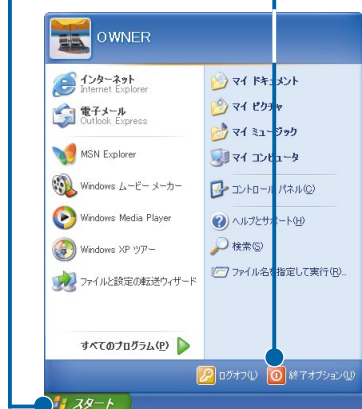 OWNER
インターネット
Internet Explorer
電子メール
Outlook Express
MSN Explorer
Windows ムービー メーカー
Windows Media Player
Windows XP ツアー
ファイルと設定の転送ウィザード
すべてのプログラム(P)
マイ ドキュメント
マイ ピクチャ
マイ ミュージック
マイ コンピュータ
コントロール パネル(C)
ヘルプとサポート(H)
検索(S)
ファイル名を指定して実行(R)...
ログオフ(L)
終了オプション(U)
スタート